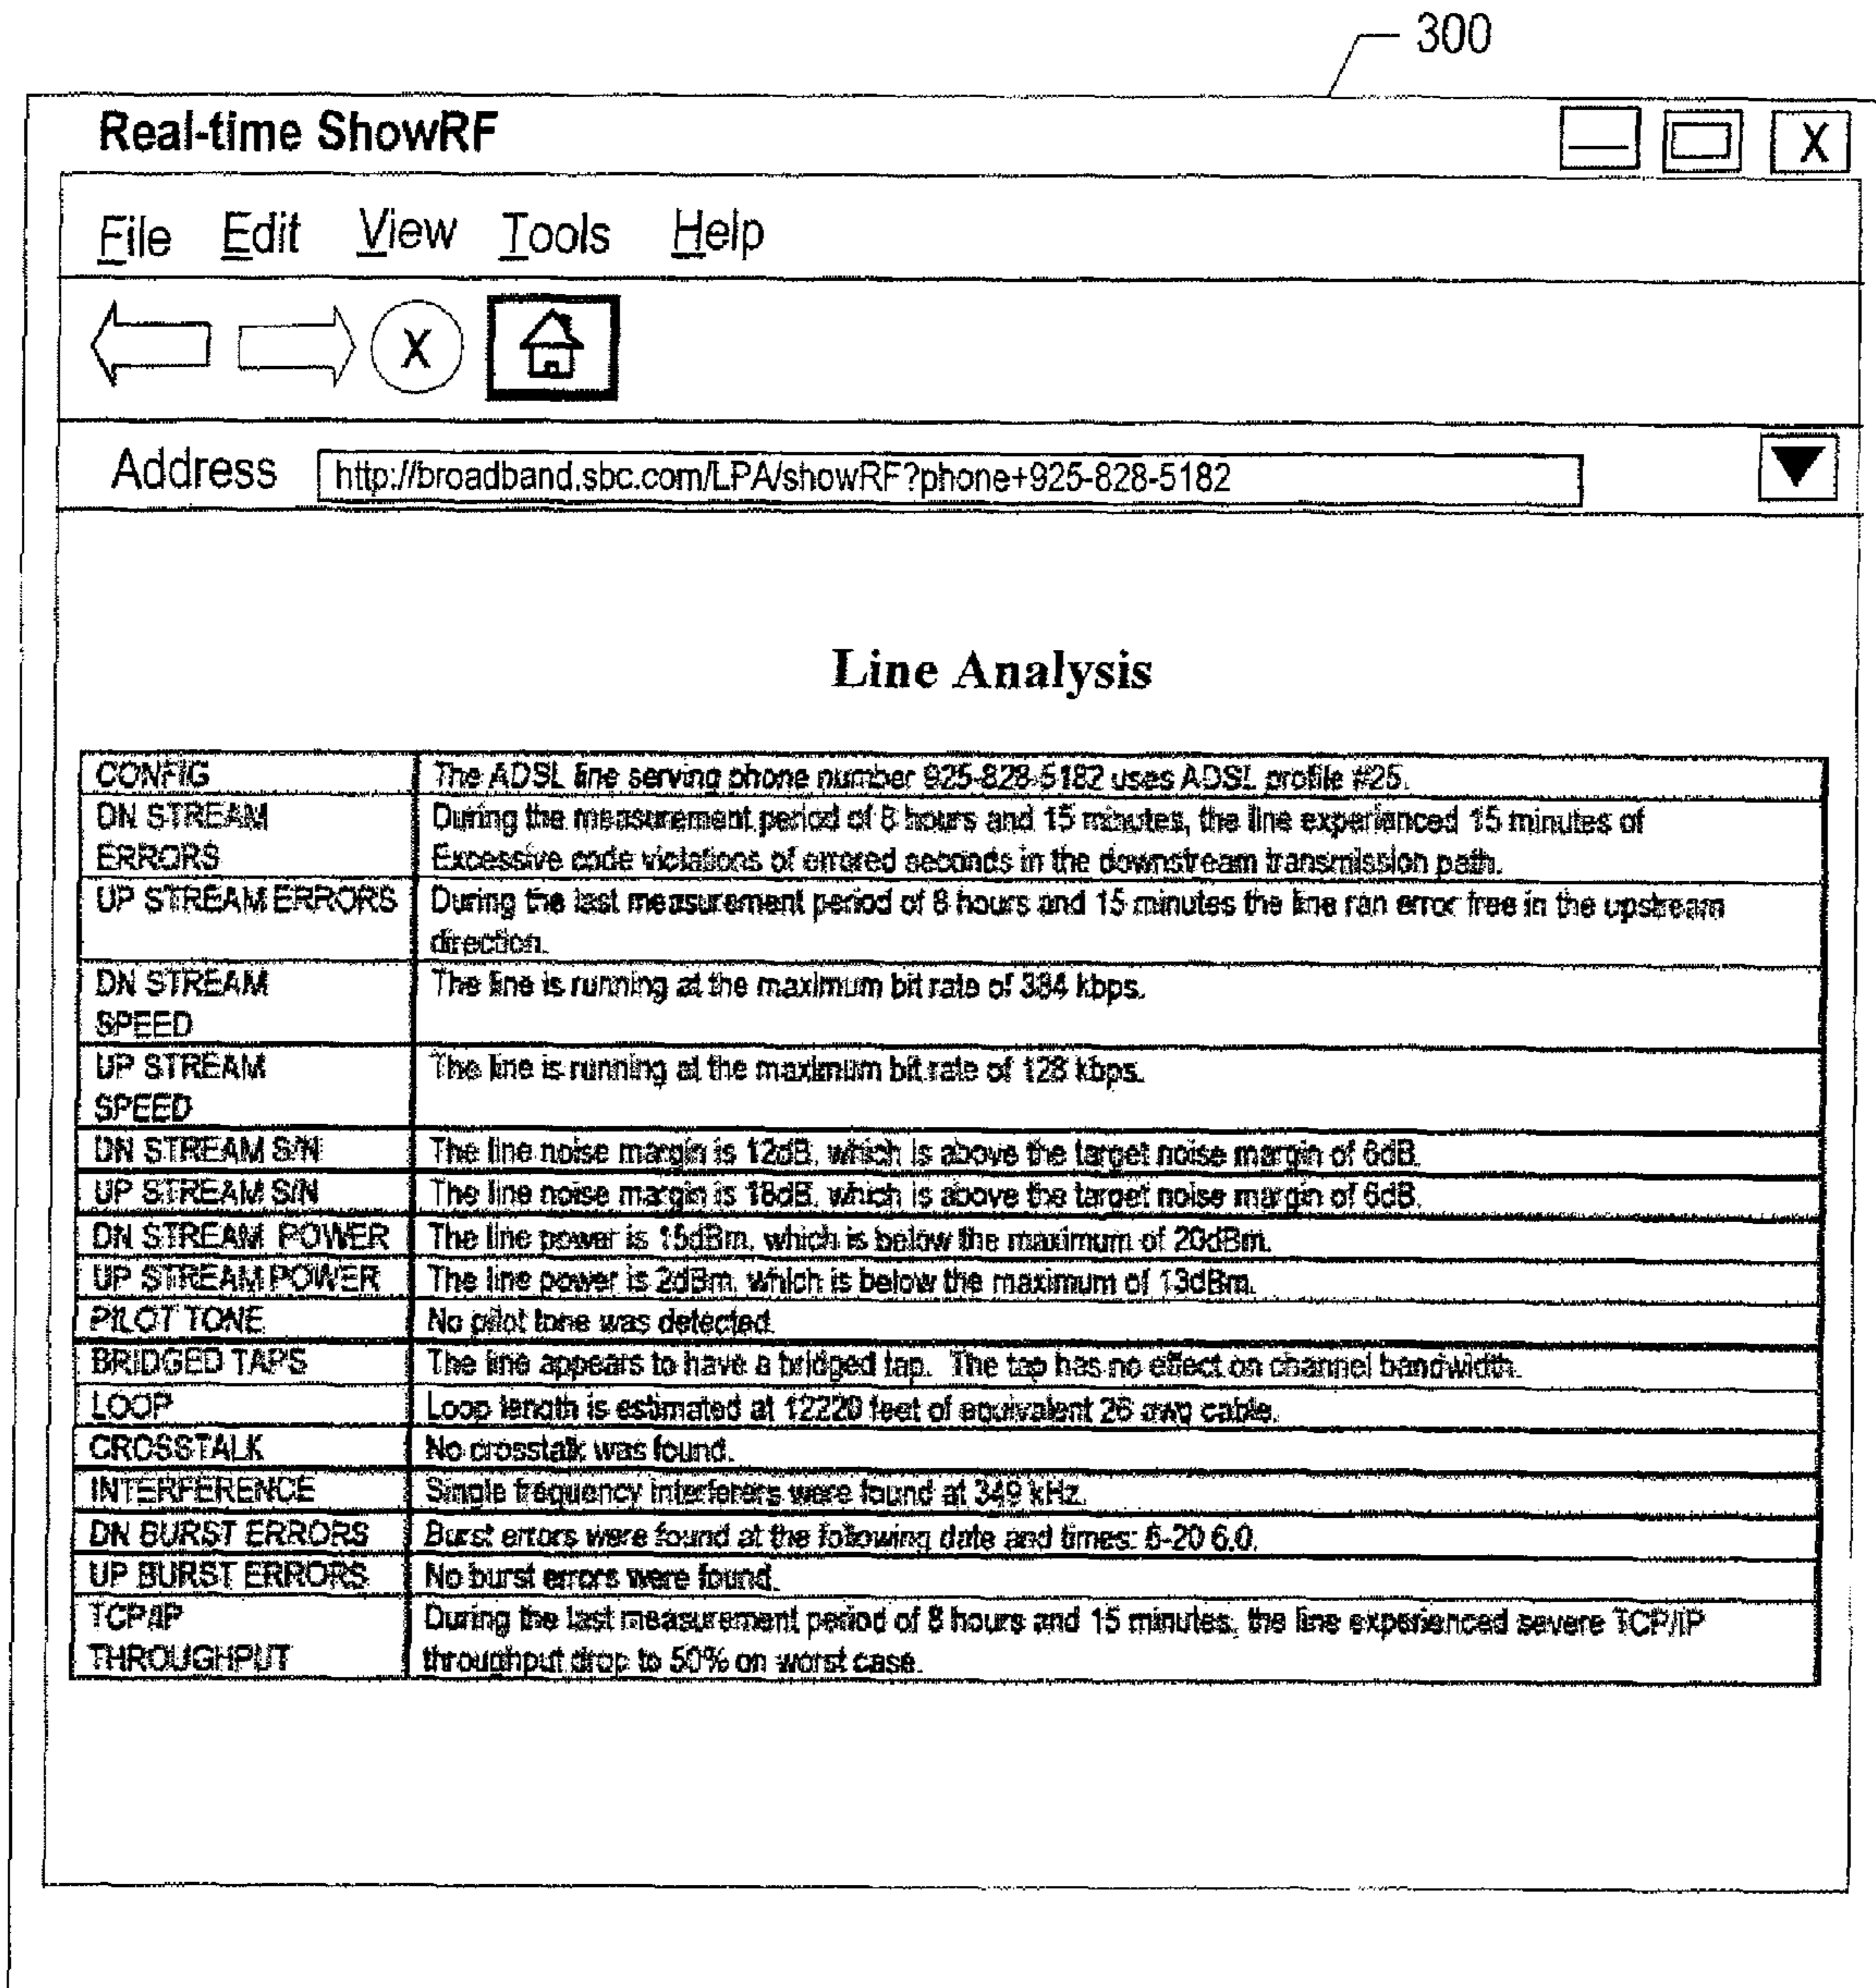 300
Real-time ShowRF
X
File Edit View Tools Help
X
Address http://broadband.sbc.com/LPA/showRF?phone+925-828-5182
Line Analysis
CONFIG The ADSL line serving phone number 925-828-5182 uses ADSL profile #25.
DN STREAM During the measurement period of 8 hours and 15 minutes, the line experienced 15 minutes of
ERRORS Excessive code violations of errored seconds in the downstream transmission path.
UP STREAM ERRORS During the last measurement period of 8 hours and 15 minutes the line ran error free in the upstream
direction.
DN STREAM The line is running at the maximum bit rate of 384 kbps.
SPEED
UP STREAM The line is running at the maximum bit rate of 128 kbps.
SPEED
DN STREAM S/N The line noise margin is 12dB, which is above the target noise margin of 6dB.
UP STREAM S/N The line noise margin is 18dB, which is above the target noise margin of 6dB.
DN STREAM POWER The line power is 15dBm, which is below the maximum of 20dBm.
UP STREAM POWER The line power is 2dBm, which is below the maximum of 13dBm.
PILOT TONE No pilot tone was detected.
BRIDGED TAPS The line appears to have a bridged tap. The tap has no effect on channel bandwidth.
LOOP Loop length is estimated at 12220 feet of equivalent 26 awg cable.
CROSSTALK No crosstalk was found.
INTERFERENCE Single frequency interferers were found at 349 kHz.
DN BURST ERRORS Burst errors were found at the following date and times: 6-20 6,0.
UP BURST ERRORS No burst errors were found.
TCP/IP During the last measurement period of 8 hours and 15 minutes, the line experienced severe TCP/IP
THROUGHPUT throughput drop to 50% on worst case.